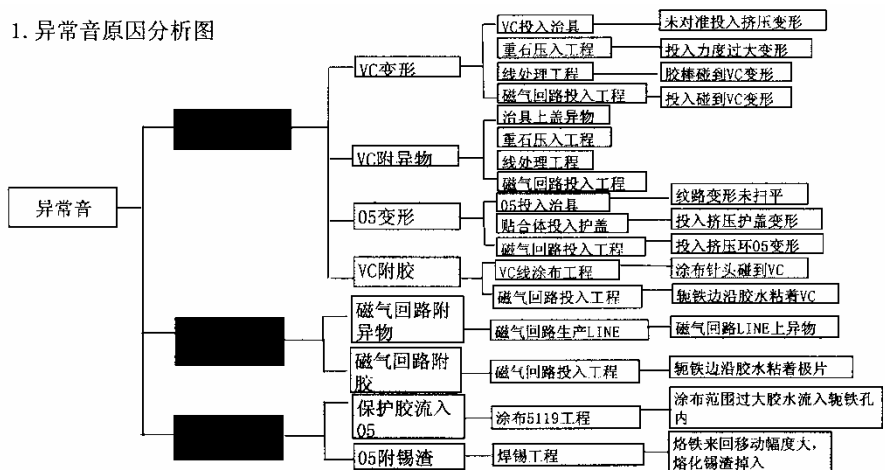 1. 异常音原因分析图
异常音
VC变形
VC投入治具
未对准投入挤压变形
重石压入工程
投入力度过大变形
线处理工程
胶棒碰到VC变形
磁气回路投入工程
投入碰到VC变形
VC附异物
治具上盖异物
重石压入工程
线处理工程
磁气回路投入工程
05变形
05投入治具
纹路变形未扫平
贴合体投入护盖
投入挤压护盖变形
磁气回路投入工程
投入挤压环05变形
VC附胶
VC线涂布工程
涂布针头碰到VC
磁气回路投入工程
轭铁边沿胶水粘着VC
磁气回路附
异物
磁气回路生产LINE
磁气回路LINE上异物
磁气回路附
胶
磁气回路投入工程
轭铁边沿胶水粘着极片
保护胶流入
05
涂布5119工程
涂布范围过大胶水流入轭铁孔
内
05附锡渣
焊锡工程
烙铁来回移动幅度大，
熔化锡渣掉入